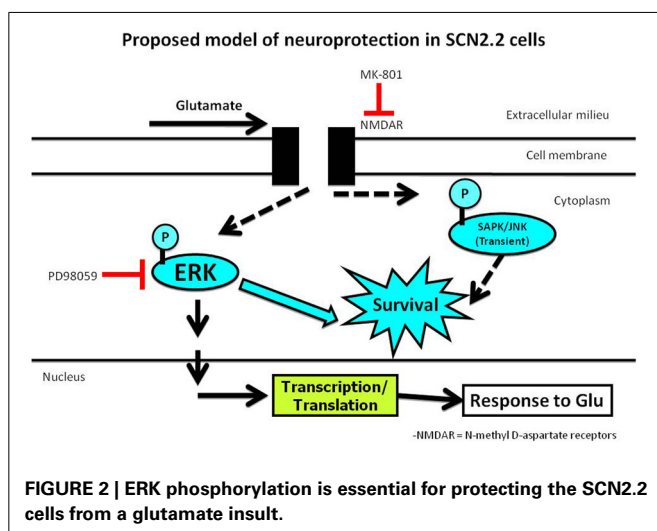 Proposed model of neuroprotection in SCN2.2 cells
MK-801
Glutamate
NMDAR
Extracellular milieu
Cell membrane
Cytoplasm
P
SAPK/JNK
(Transient)
P
ERK
PD98059
Survival
Nucleus
Transcription/
Translation
Response to Glu
-NMDAR = N-methyl D-aspartate receptors
FIGURE 2 | ERK phosphorylation is essential for protecting the SCN2.2
cells from a glutamate insult.